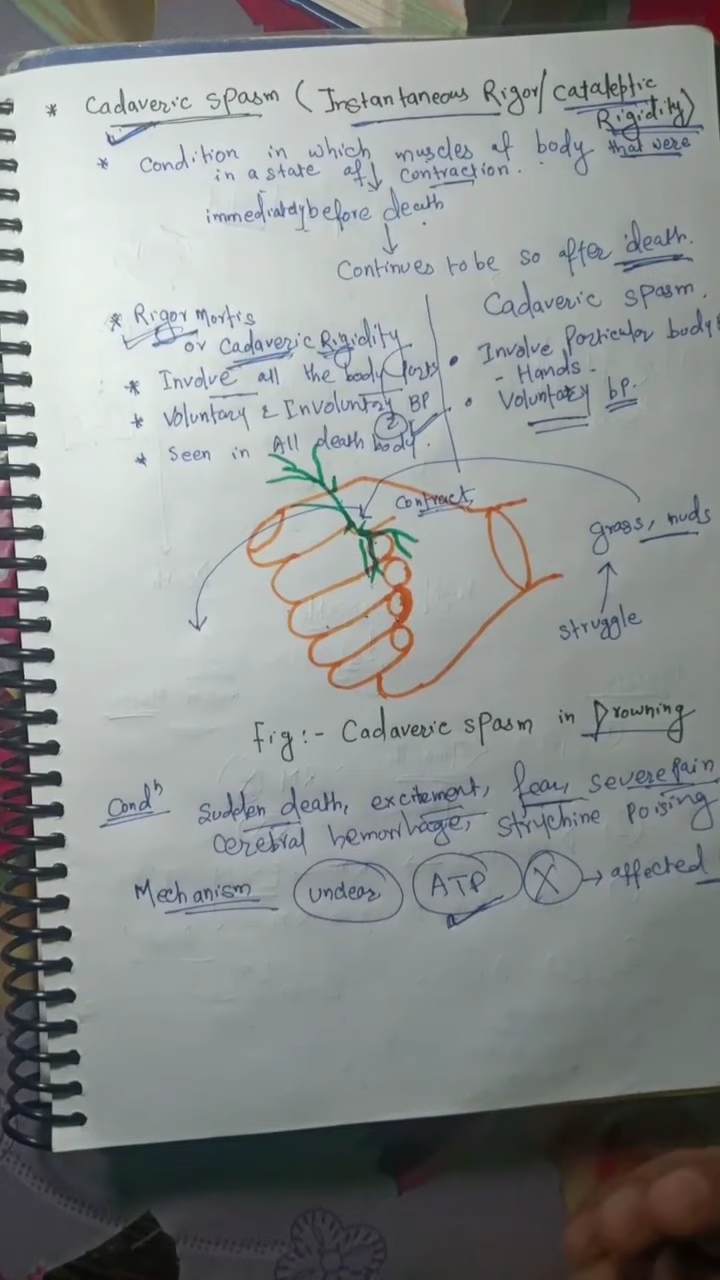 * Cadaveric spasm (Instantaneous Rigor/Cataleptic
Rigidity)
* Condition in which muscles of body that were
in a state of contraction.
immediately before death
Continues to be so after death.
* Rigor mortis
or Cadaveric Rigidity
* Involve all the body parts
* Voluntary & Involuntry BP
* Seen in All death body.
2
Cadaveric spasm.
• Involve Particular body
- Hands -
• Voluntary bp.
Contract
grass, muds
struggle
Fig:- Cadaveric spasm in Drowning
Condⁿ Sudden death, excitement, fear, severe pain
cerebral hemorrhage, strychine poising
Mechanism unclear ATP X → affected